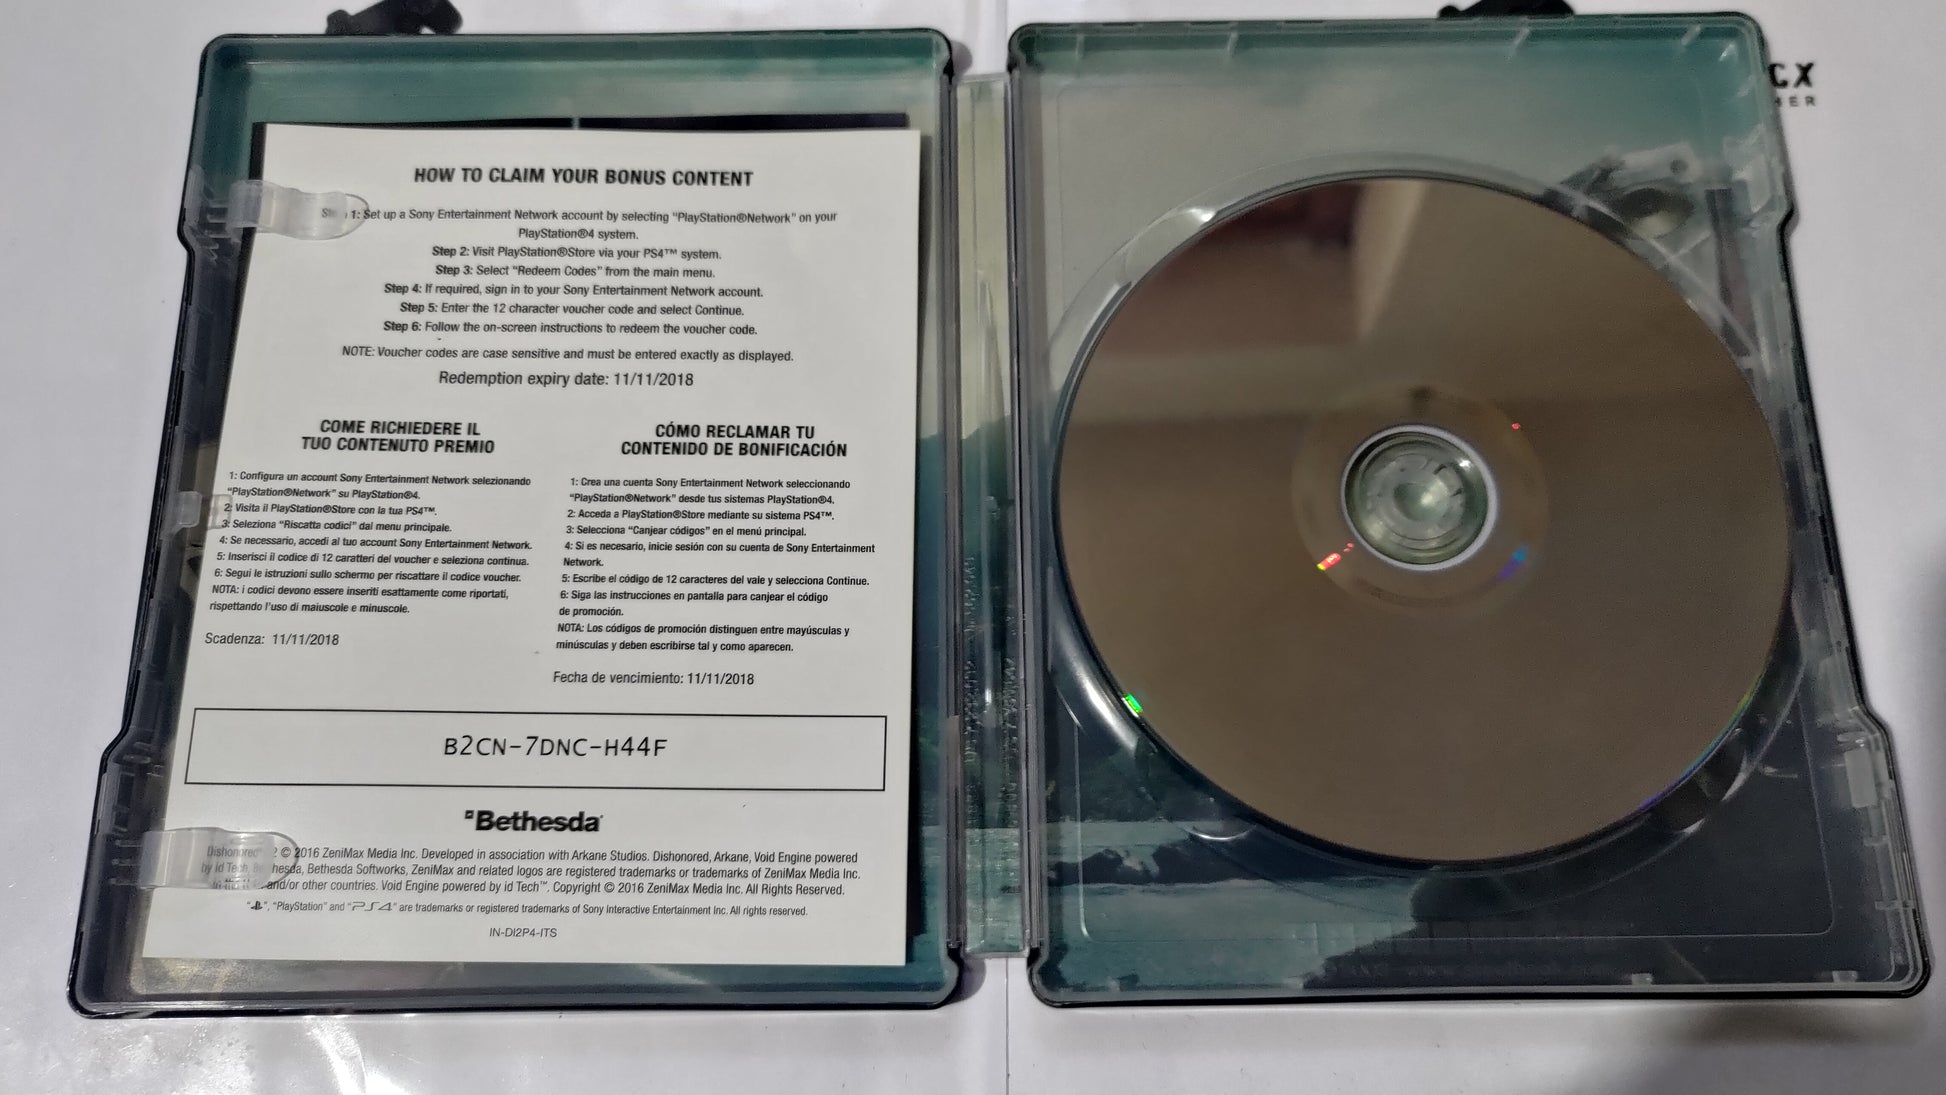 CX
HER
HOW TO CLAIM YOUR BONUS CONTENT
Step 1: Set up a Sony Entertainment Network account by selecting "PlayStation®Network" on your
PlayStation®4 system.
Step 2: Visit PlayStation®Store via your PS4™ system.
Step 3: Select "Redeem Codes" from the main menu.
Step 4: If required, sign in to your Sony Entertainment Network account.
Step 5: Enter the 12 character voucher code and select Continue.
Step 6: Follow the on-screen instructions to redeem the voucher code.
NOTE: Voucher codes are case sensitive and must be entered exactly as displayed.
Redemption expiry date: 11/11/2018
COME RICHIEDERE IL
TUO CONTENUTO PREMIO
1: Configura un account Sony Entertainment Network selezionando
"PlayStation®Network" su PlayStation®4.
2: Visita il PlayStation®Store con la tua PS4™.
3: Seleziona "Riscatta codici" dal menu principale.
4: Se necessario, accedi al tuo account Sony Entertainment Network.
5: Inserisci il codice di 12 caratteri del voucher e seleziona continua.
6: Segui le istruzioni sullo schermo per riscattare il codice voucher.
NOTA: i codici devono essere inseriti esattamente come riportati,
rispettando l'uso di maiuscole e minuscole.
Scadenza: 11/11/2018
CÓMO RECLAMAR TU
CONTENIDO DE BONIFICACIÓN
1: Crea una cuenta Sony Entertainment Network seleccionando
"PlayStation®Network" desde tus sistemas PlayStation®4.
2: Acceda a PlayStation®Store mediante su sistema PS4™.
3: Selecciona "Canjear códigos" en el menú principal.
4: Si es necesario, inicie sesión con su cuenta de Sony Entertainment
Network.
5: Escribe el código de 12 caracteres del vale y selecciona Continue.
6: Siga las instrucciones en pantalla para canjear el código
de promoción.
NOTA: Los códigos de promoción distinguen entre mayúsculas y
minúsculas y deben escribirse tal y como aparecen.
Fecha de vencimiento: 11/11/2018
B2CN-7DNC-H44F
Bethesda
Dishonored® 2 © 2016 ZeniMax Media Inc. Developed in association with Arkane Studios. Dishonored, Arkane, Void Engine powered
by id Tech, Bethesda, Bethesda Softworks, ZeniMax and related logos are registered trademarks or trademarks of ZeniMax Media Inc.
and/or other countries. Void Engine powered by id Tech™. Copyright © 2016 ZeniMax Media Inc. All Rights Reserved.
"", "PlayStation" and "PS4" are trademarks or registered trademarks of Sony Interactive Entertainment Inc. All rights reserved.
IN-DI2P4-ITS